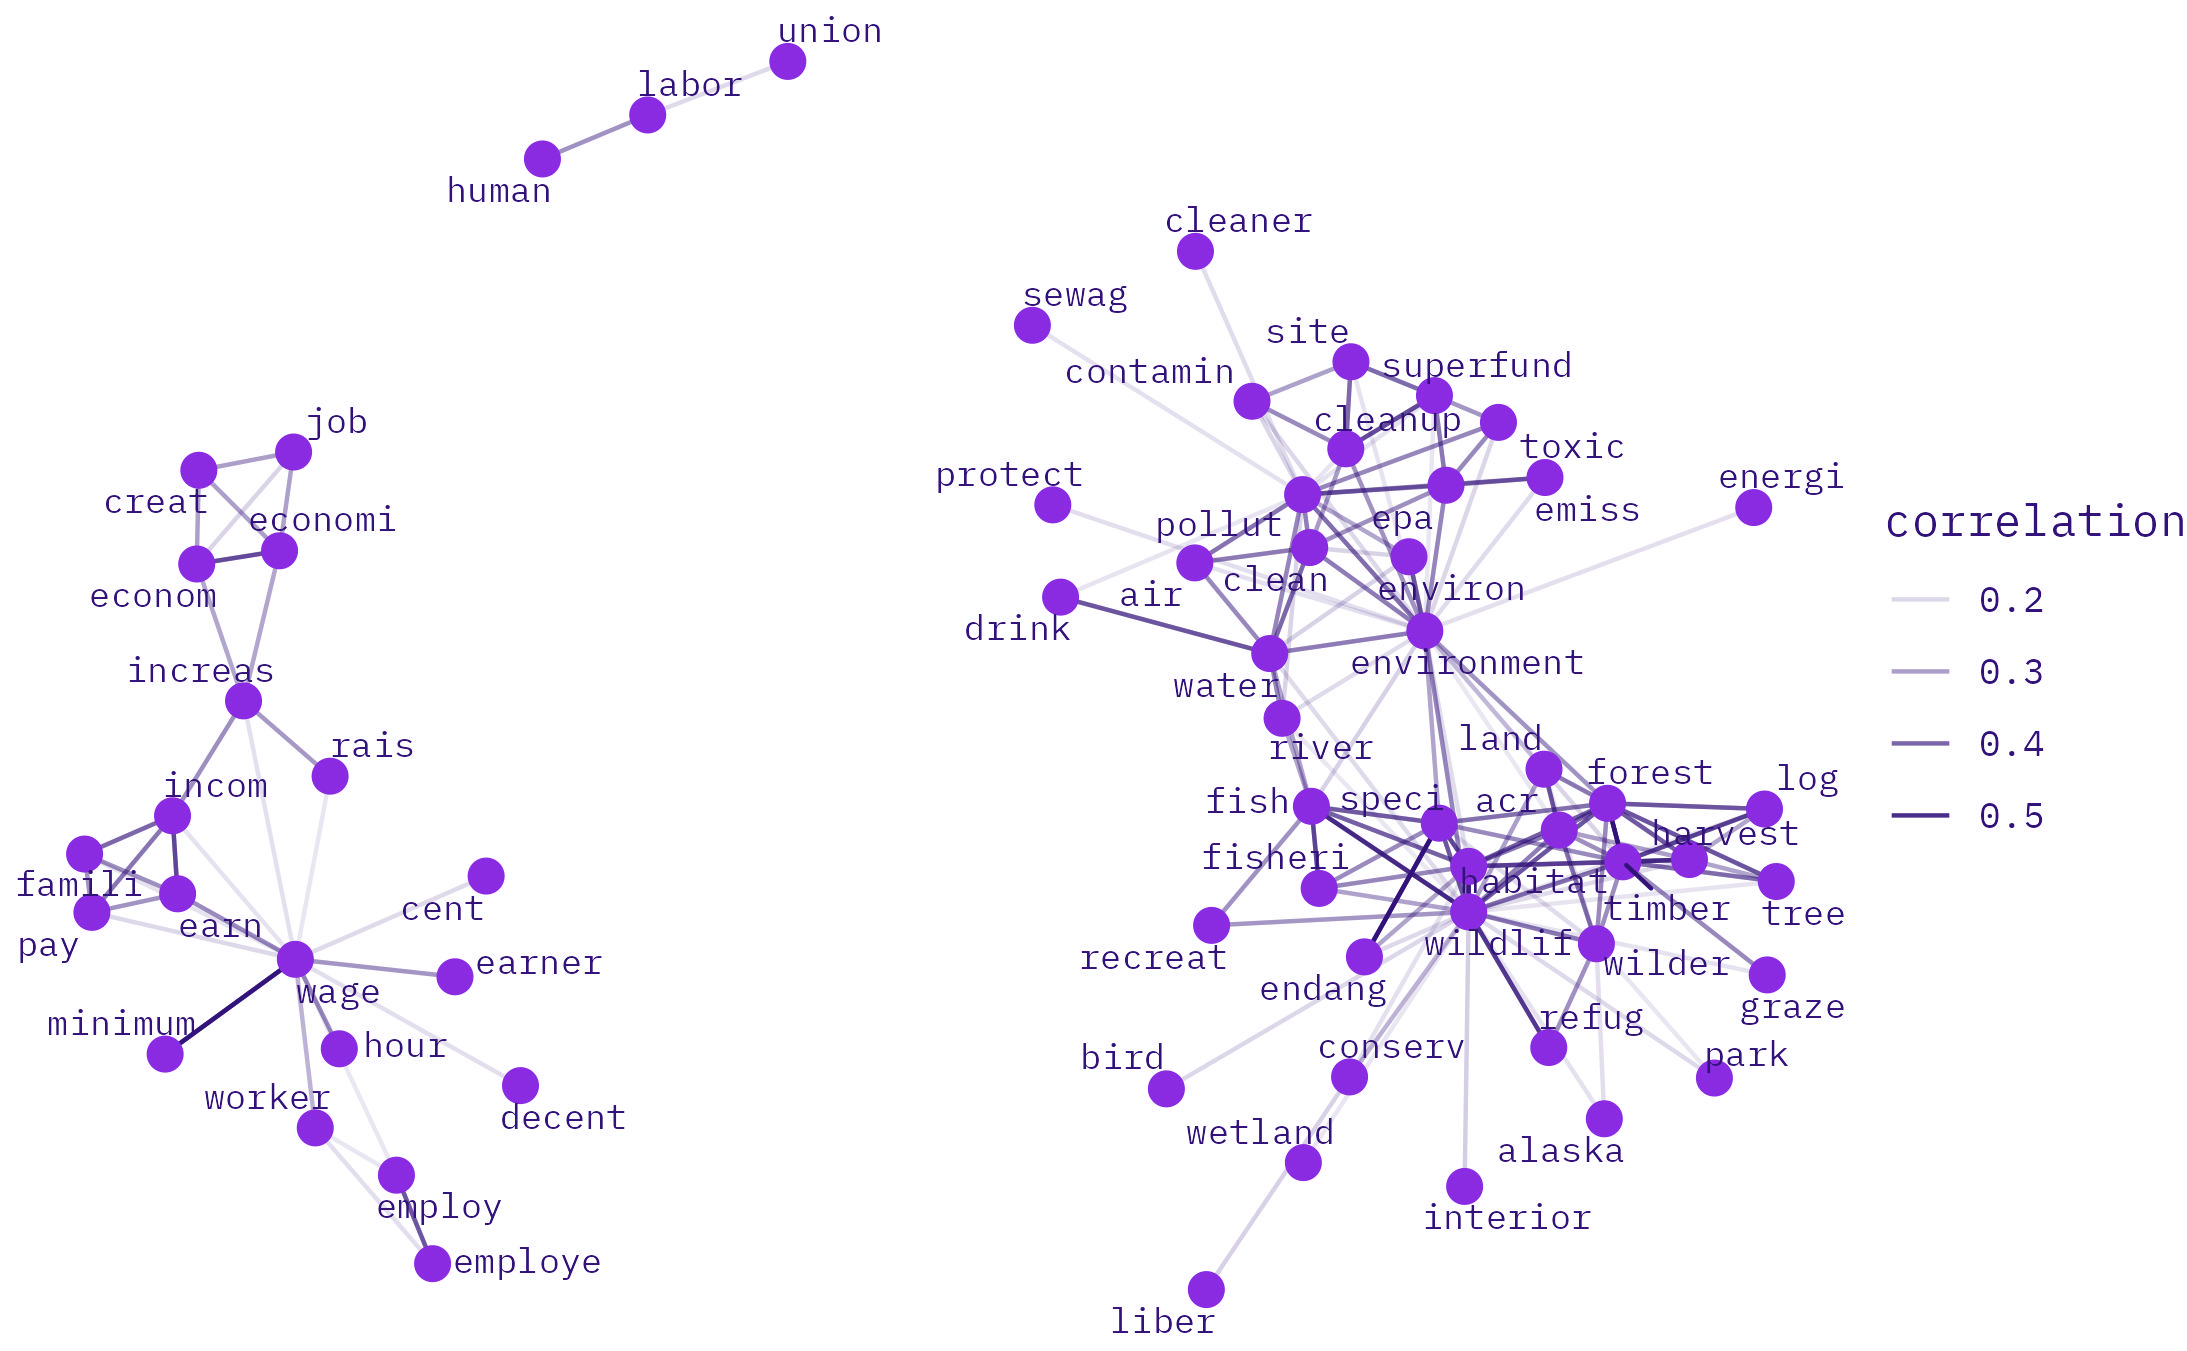 union
labor
human
cleaner
sewag
site
superfund
contamin
job
cleanup
toxic
protect
energi
creat
economi
pollut
epa
emiss
correlation
air
clean
environ
econom
drink
0.2
increas
environment
0.3
water
rais
river
land
0.4
incom
fish
speci
acr
forest
log
0.5
harvest
famili
fisheri
habitat
cent
timber
tree
earn
pay
recreat
wildlif
wilder
earner
wage
endang
graze
minimum
hour
refug
bird
conserv
park
worker
decent
wetland
alaska
employ
interior
employe
liber